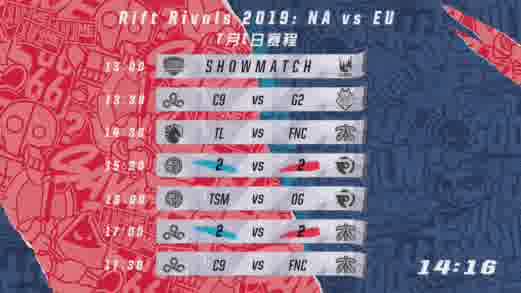 Rift Rivals 2019: NA vs EU
7月1日赛程
13:00 SHOWMATCH
13:30 C9 VS G2
14:30 TL VS FNC
15:30 2 VS 2
16:00 TSM VS OG
17:00 2 VS 2
17:30 C9 VS FNC
14:16